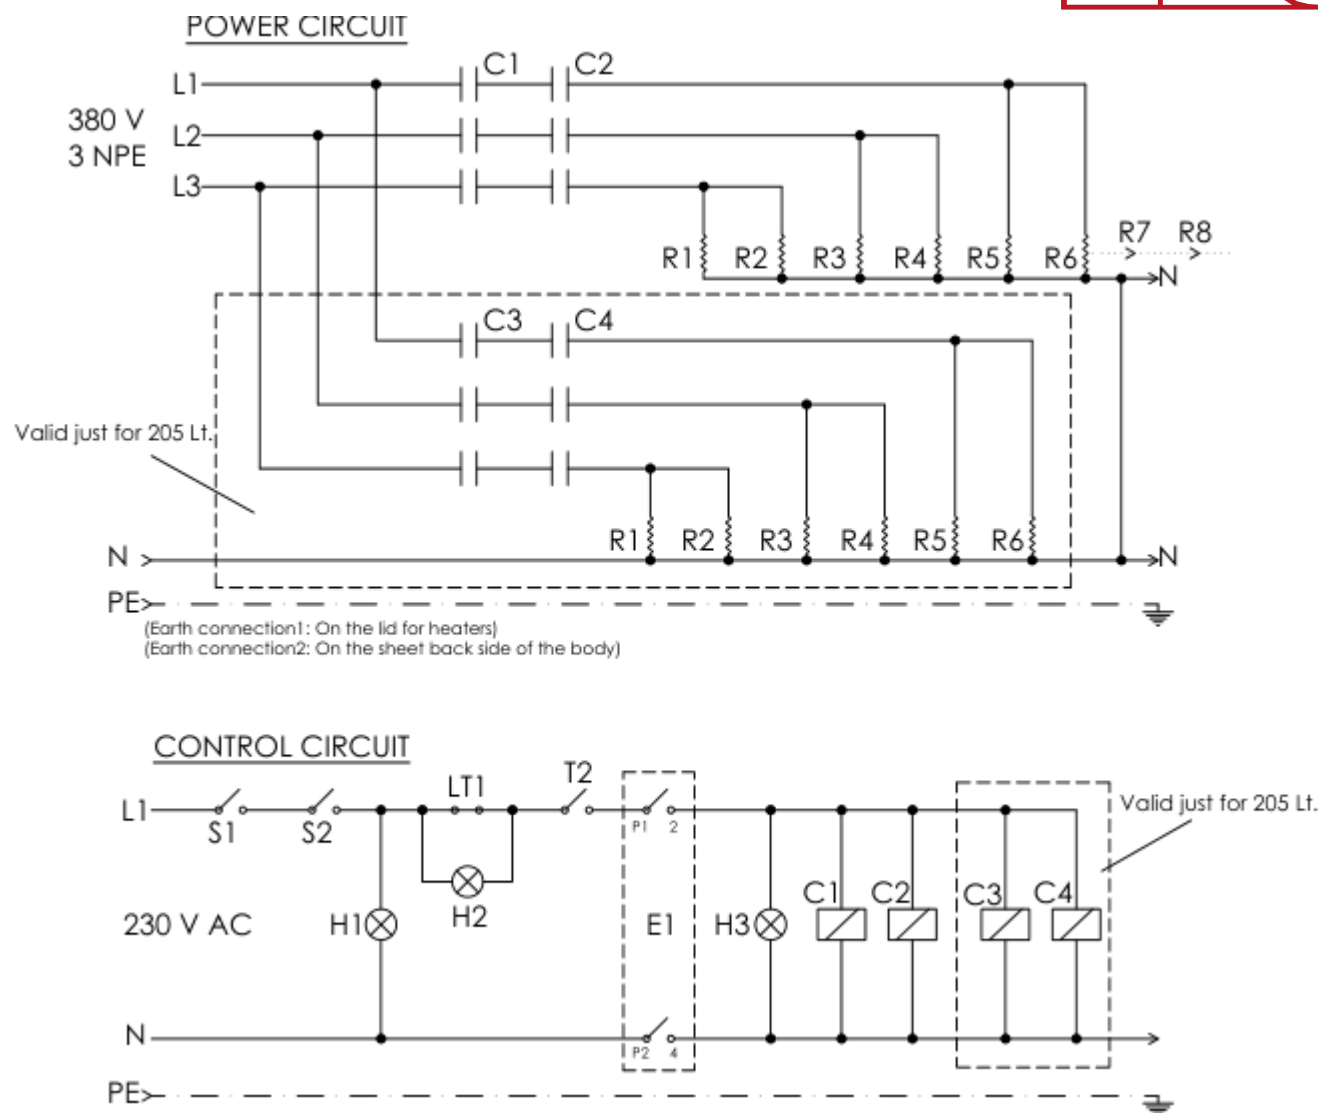 POWER CIRCUIT
L1
C1 C2
380 V
L2
3 NPE
L3
R7 R8
R1 R2 R3 R4 R5 R6
N
C3 C4
Valid just for 205 Lt.
R1 R2 R3 R4 R5 R6
N N
PE
(Earth connection1: On the lid for heaters)
(Earth connection2: On the sheet back side of the body)
CONTROL CIRCUIT
LT1 T2
L1
Valid just for 205 Lt.
S1 S2 P1 2
C1 C2 C3 C4
230 V AC H1 H2 E1 H3
N
P2 4
PE